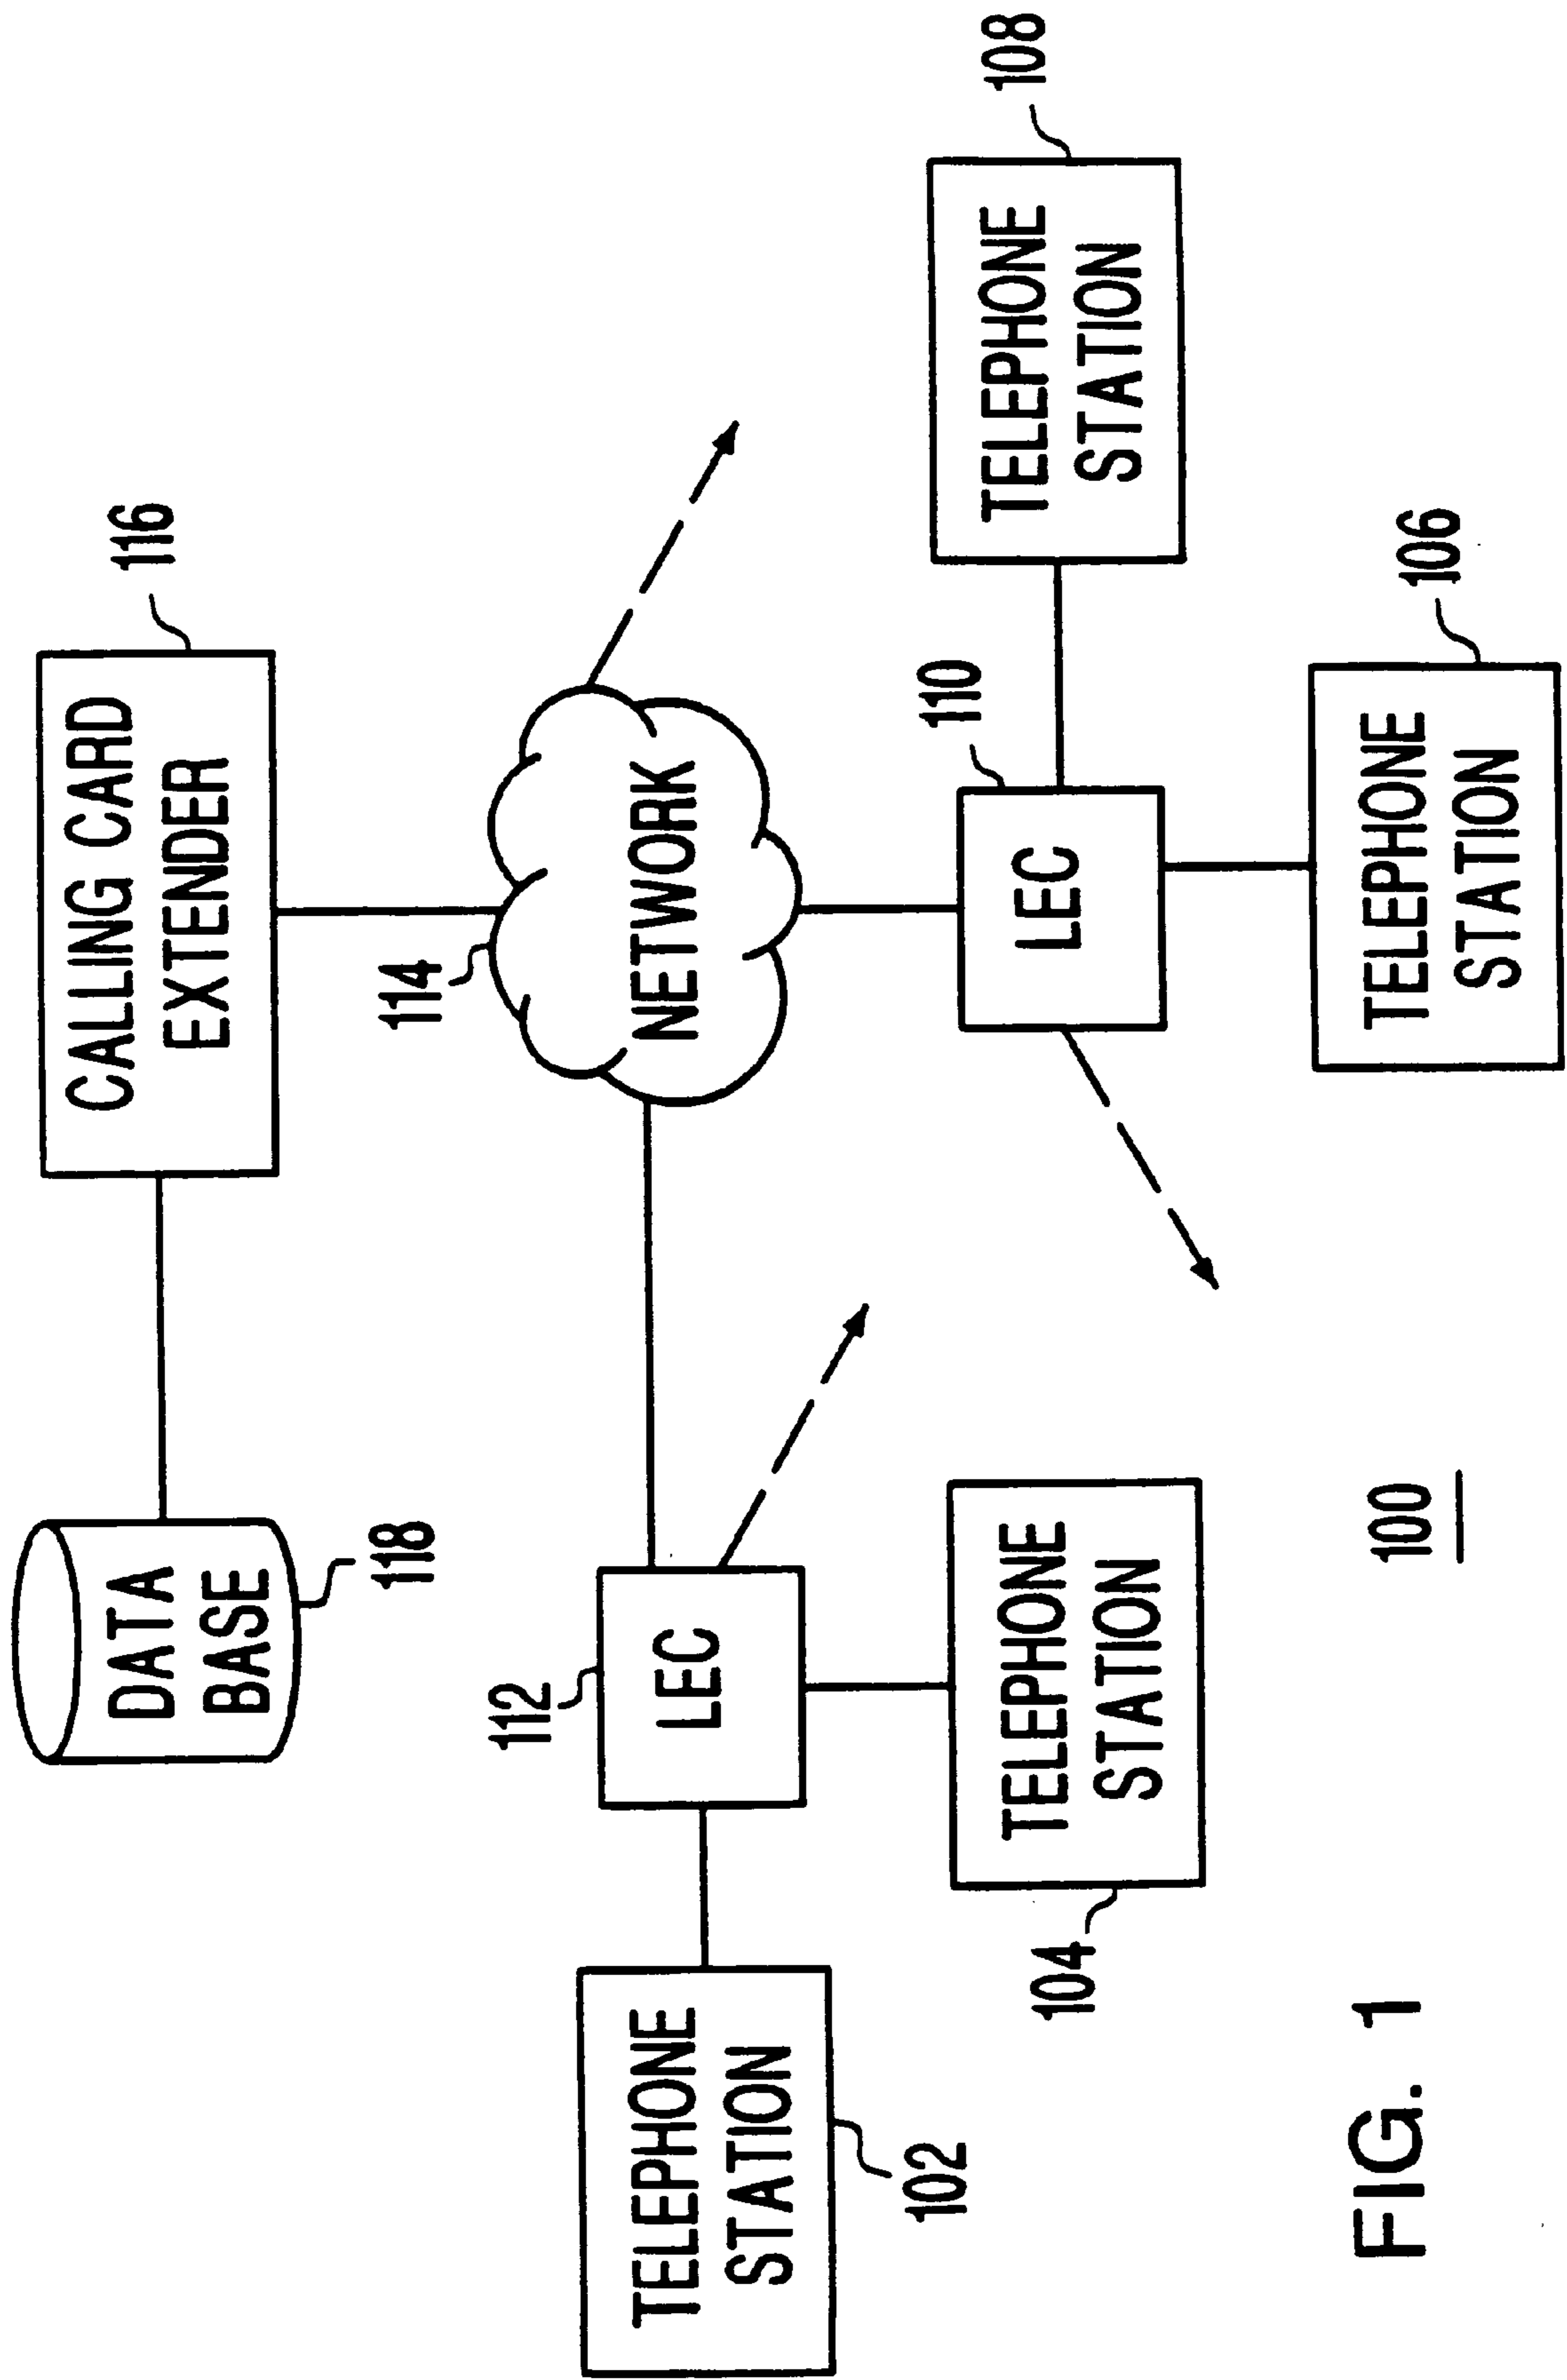 DATA
BASE
118
CALLING CARD
EXTENDER
116
114
NETWORK
112
LEC
TELEPHONE
STATION
102
TELEPHONE
STATION
104
110
LEC
TELEPHONE
STATION
108
TELEPHONE
STATION
106
100
FIG. 1